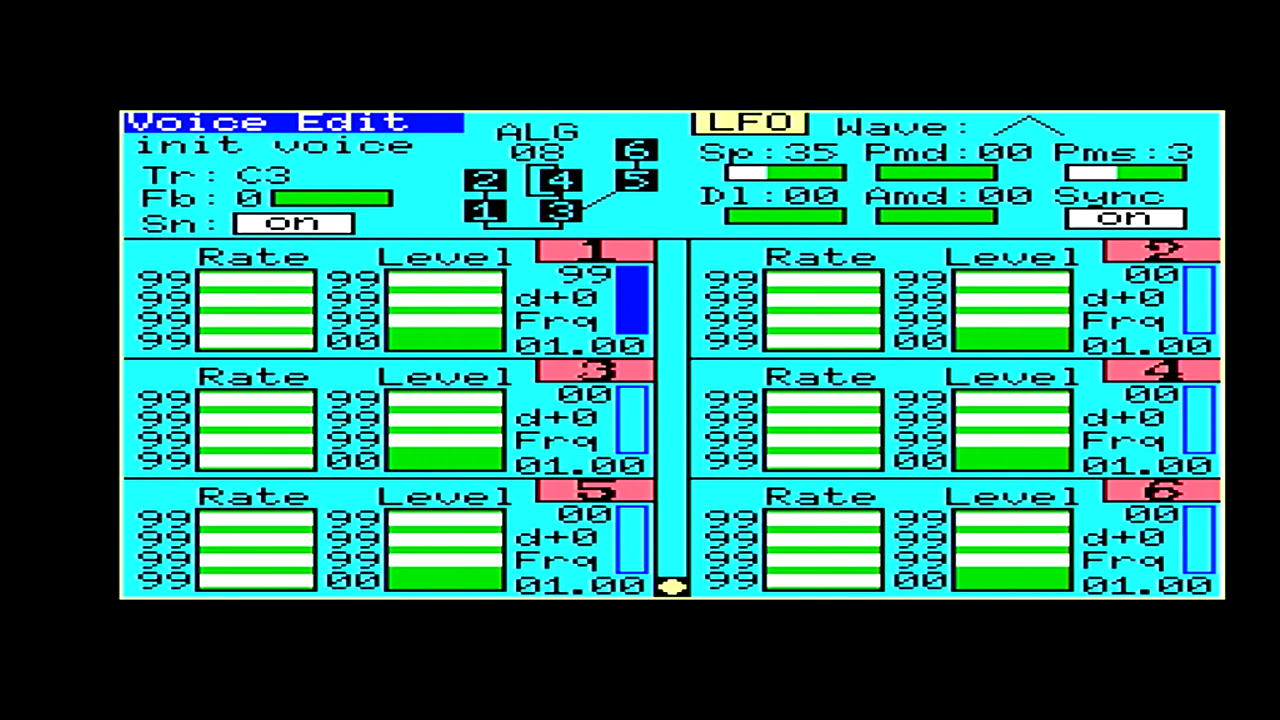 Voice Edit
init voice
Tr: C3
Fb: 0
Sn: on
ALG
08
6
2 4 5
1 3
LFO Wave:
Sp:35 Pmd:00 Pms:3
Dl:00 Amd:00 Sync
on
1
Rate Level
99 99 99
99 99 d+0
99 99 Frq
99 00 01.00
2
Rate Level
99 99 00
99 99 d+0
99 99 Frq
99 00 01.00
3
Rate Level
99 99 00
99 99 d+0
99 99 Frq
99 00 01.00
4
Rate Level
99 99 00
99 99 d+0
99 99 Frq
99 00 01.00
5
Rate Level
99 99 00
99 99 d+0
99 99 Frq
99 00 01.00
6
Rate Level
99 99 00
99 99 d+0
99 99 Frq
99 00 01.00